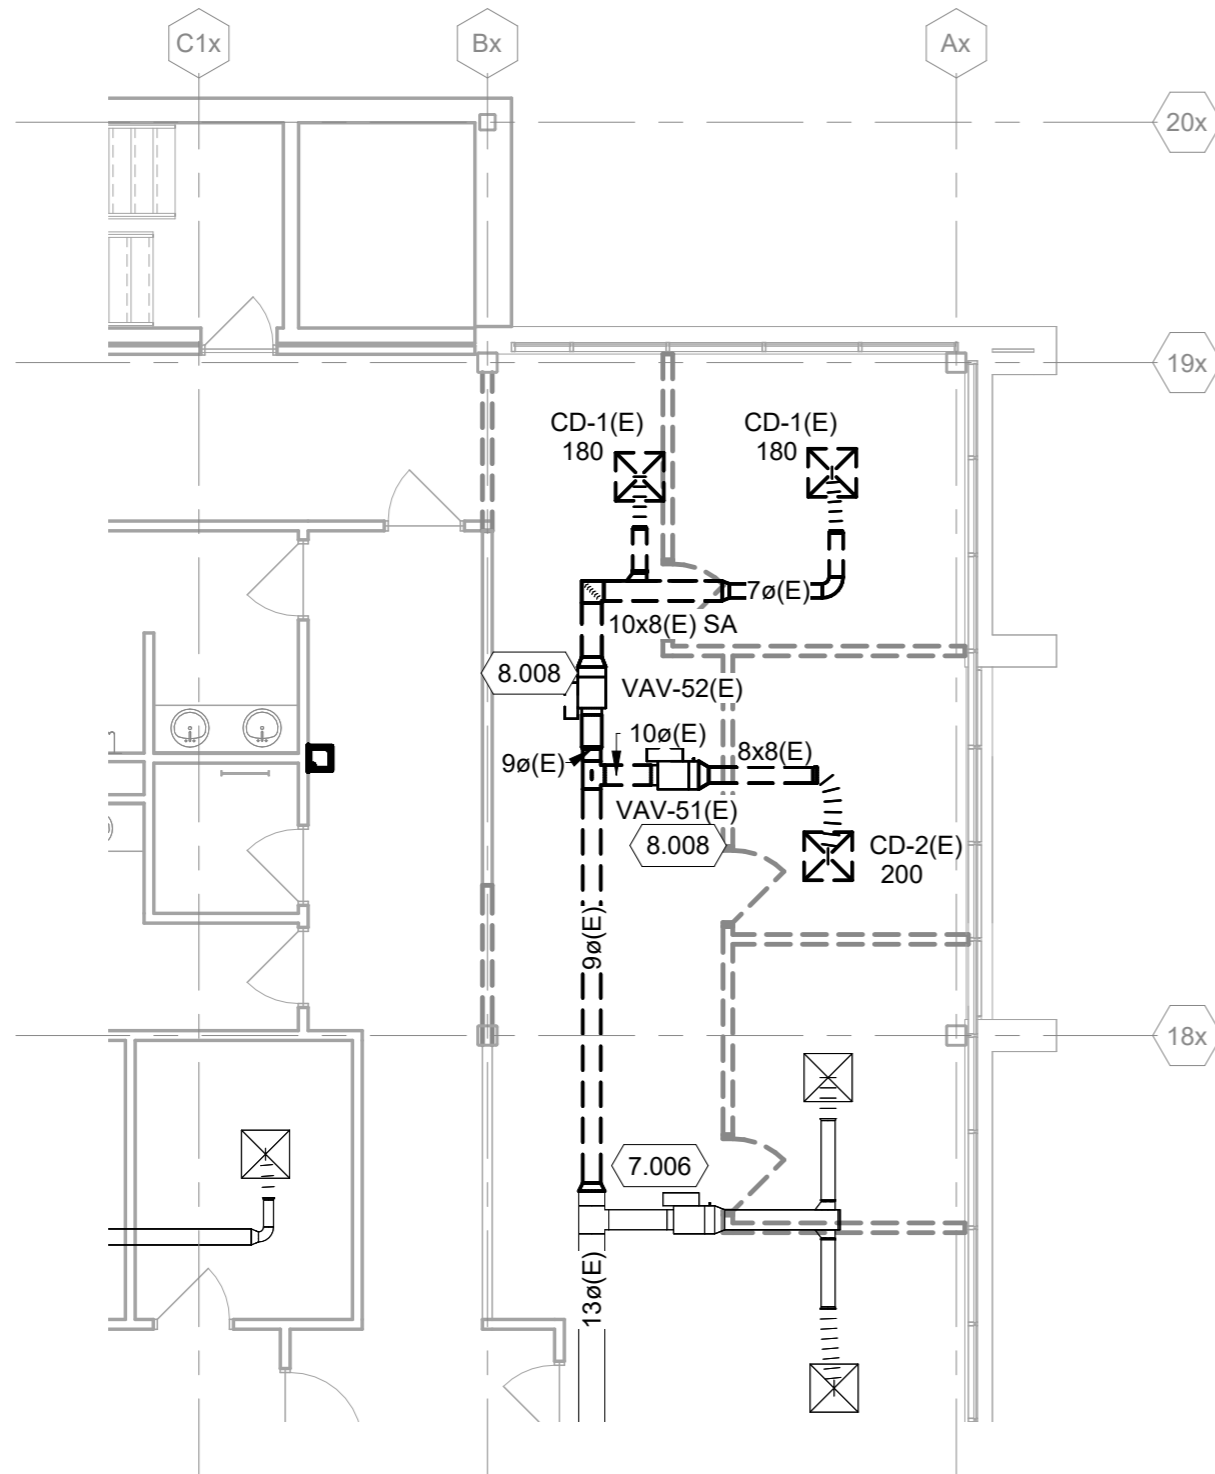 C1x
Bx
Ax
20x
19x
CD-1(E)
180
CD-1(E)
180
7ø(E)
10x8(E) SA
8.008
VAV-52(E)
10ø(E)
9ø(E)
8x8(E)
VAV-51(E)
8.008
CD-2(E)
200
9ø(E)
18x
7.006
13ø(E)